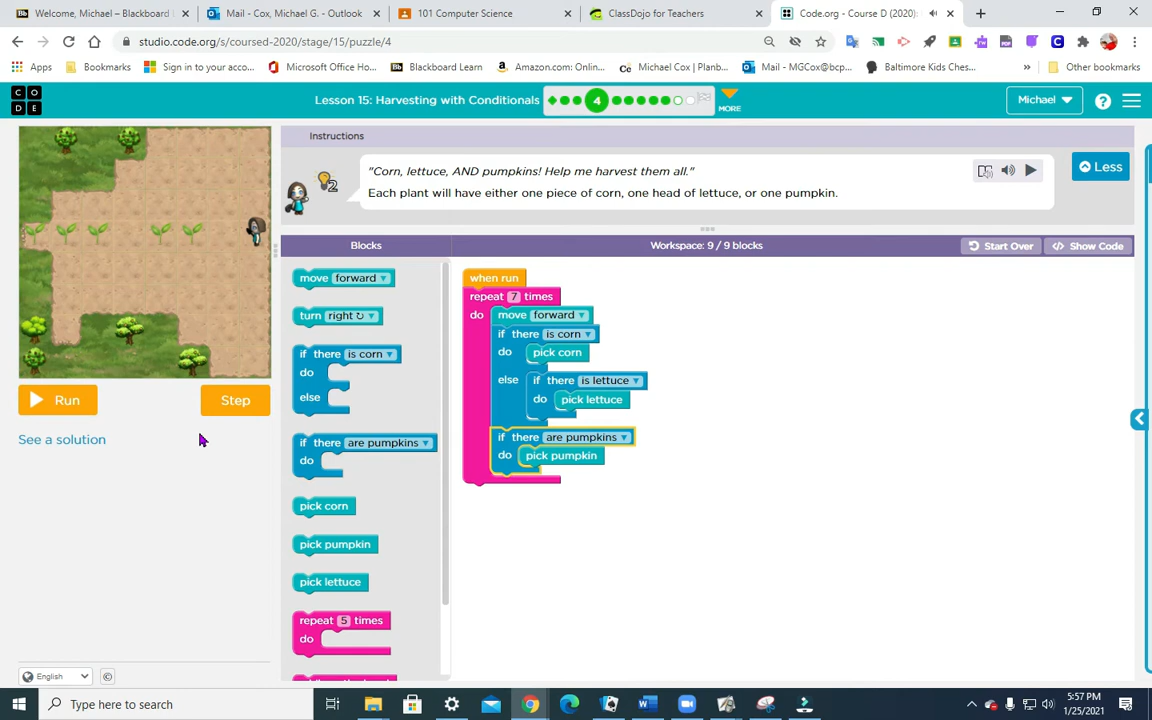 Welcome, Michael – Blackboard
Mail - Cox, Michael G. - Outlook
101 Computer Science
ClassDojo for Teachers
Code.org - Course D (2020):
studio.code.org/s/coursed-2020/stage/15/puzzle/4
Apps
Bookmarks
Sign in to your acco...
Microsoft Office Ho...
Blackboard Learn
Amazon.com: Onlin...
Michael Cox | Planb...
Mail - MGCox@bcp...
Baltimore Kids Ches...
Other bookmarks
C O
D E
Lesson 15: Harvesting with Conditionals
4
MORE
Michael
Instructions
2
"Corn, lettuce, AND pumpkins! Help me harvest them all."
Each plant will have either one piece of corn, one head of lettuce, or one pumpkin.
Less
Blocks
Workspace: 9 / 9 blocks
Start Over
Show Code
move forward
turn right
if there is corn
do
else
if there are pumpkins
do
pick corn
pick pumpkin
pick lettuce
repeat 5 times
do
when run
repeat 7 times
do move forward
if there is corn
do pick corn
else if there is lettuce
do pick lettuce
if there are pumpkins
do pick pumpkin
Run
Step
See a solution
English
Type here to search
5:57 PM
1/25/2021